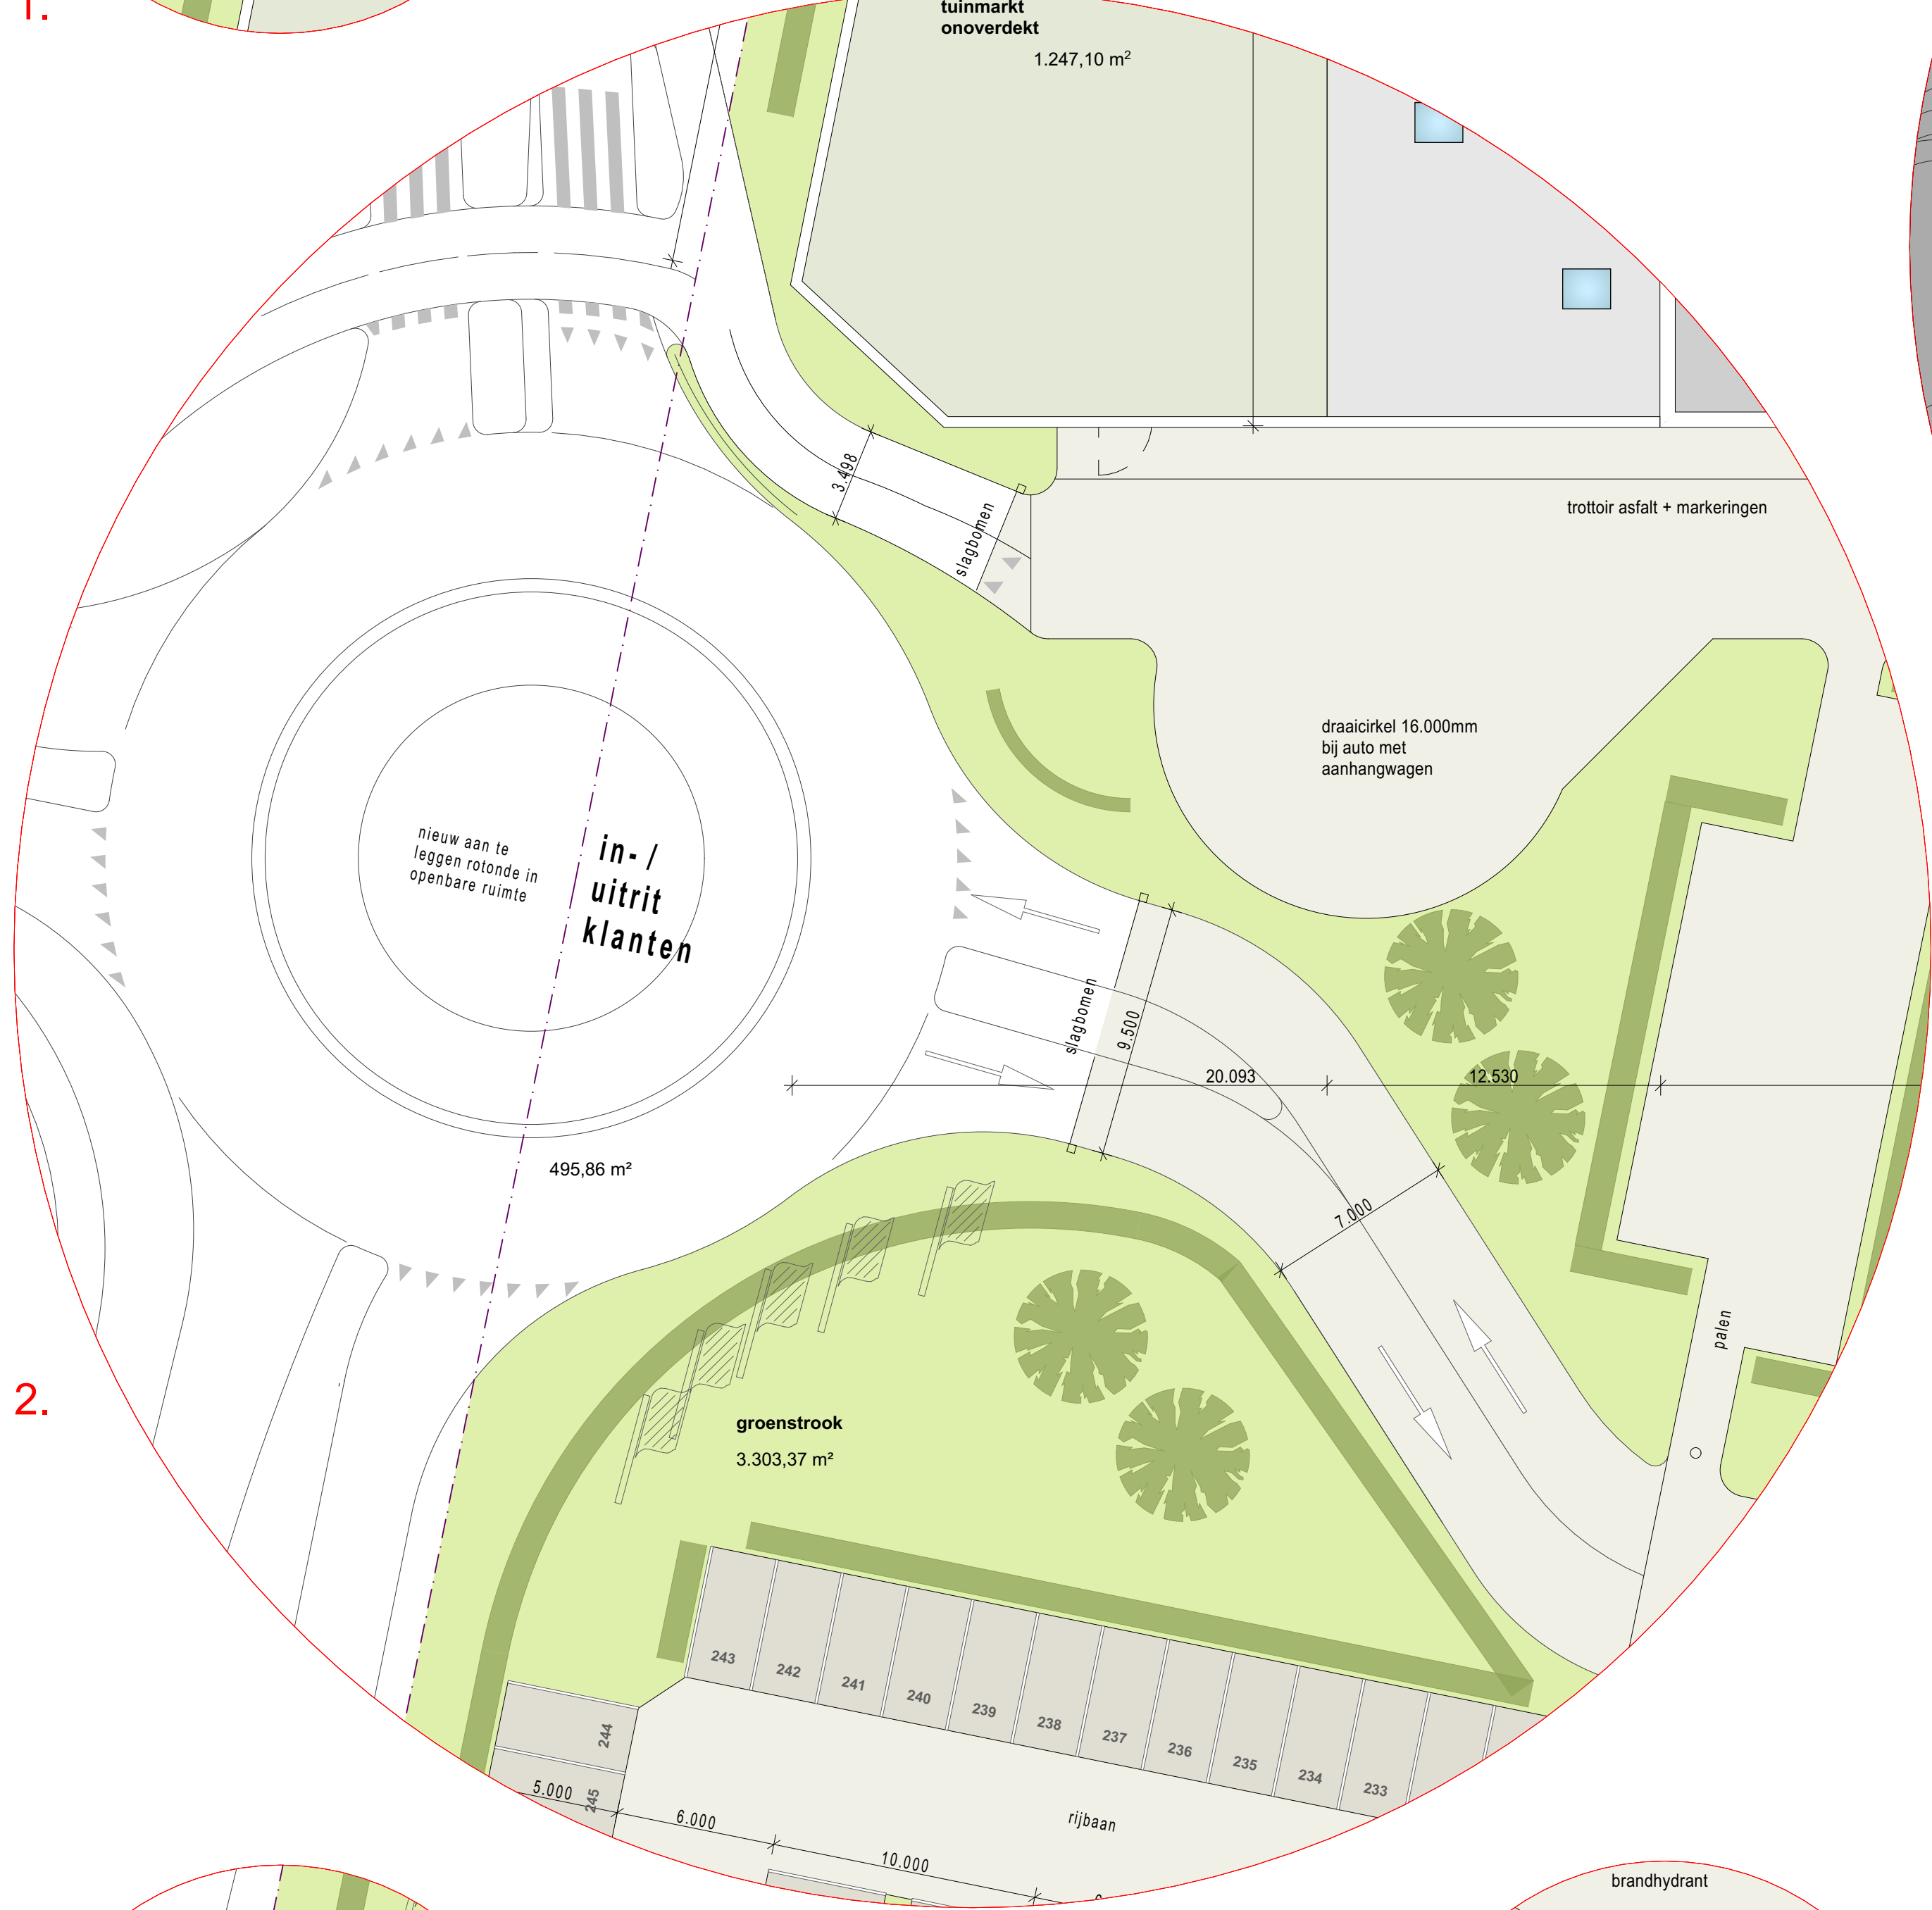 1.
tuinmarkt
onoverdekt
1.247,10 m²
trottoir asfalt + markeringen
3.498
slagbomen
draaicirkel 16.000mm
bij auto met
aanhangwagen
nieuw aan te
leggen rotonde in
openbare ruimte
in- /
uitrit
klanten
slagbomen
9.500
20.093
12.530
495,86 m²
7.000
palen
2.
groenstrook
3.303,37 m²
243
242
241
240
239
238
237
236
235
234
233
244
245
5.000
6.000
10.000
rijbaan
brandhydrant